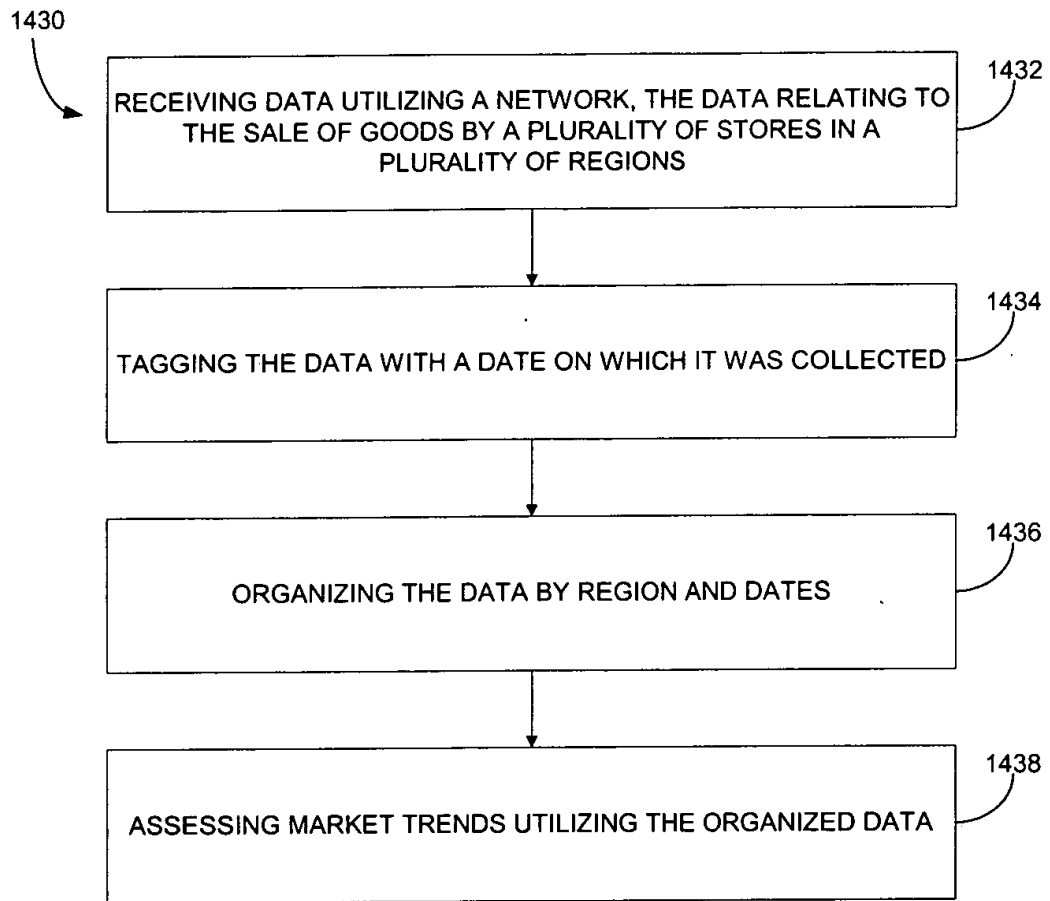 1430
1432
RECEIVING DATA UTILIZING A NETWORK, THE DATA RELATING TO
THE SALE OF GOODS BY A PLURALITY OF STORES IN A
PLURALITY OF REGIONS
1434
TAGGING THE DATA WITH A DATE ON WHICH IT WAS COLLECTED
1436
ORGANIZING THE DATA BY REGION AND DATES
1438
ASSESSING MARKET TRENDS UTILIZING THE ORGANIZED DATA